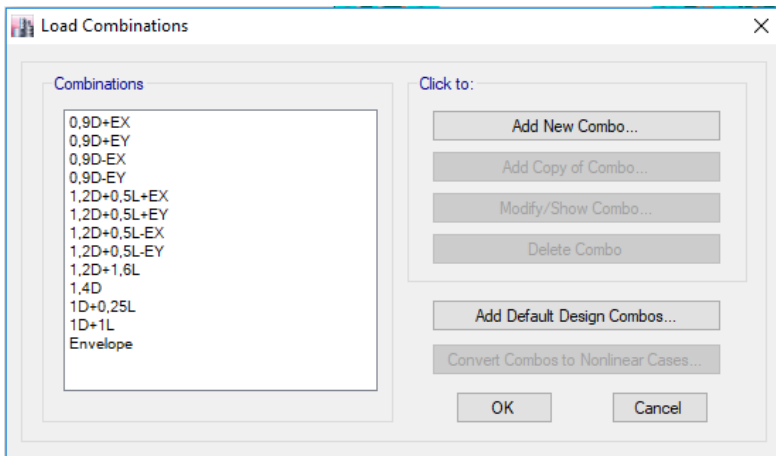 Load Combinations
Combinations
0,9D+EX
0,9D+EY
0,9D-EX
0,9D-EY
1,2D+0,5L+EX
1,2D+0,5L+EY
1,2D+0,5L-EX
1,2D+0,5L-EY
1,2D+1,6L
1,4D
1D+0,25L
1D+1L
Envelope
Click to:
Add New Combo...
Add Copy of Combo...
Modify/Show Combo...
Delete Combo
Add Default Design Combos...
Convert Combos to Nonlinear Cases...
OK
Cancel